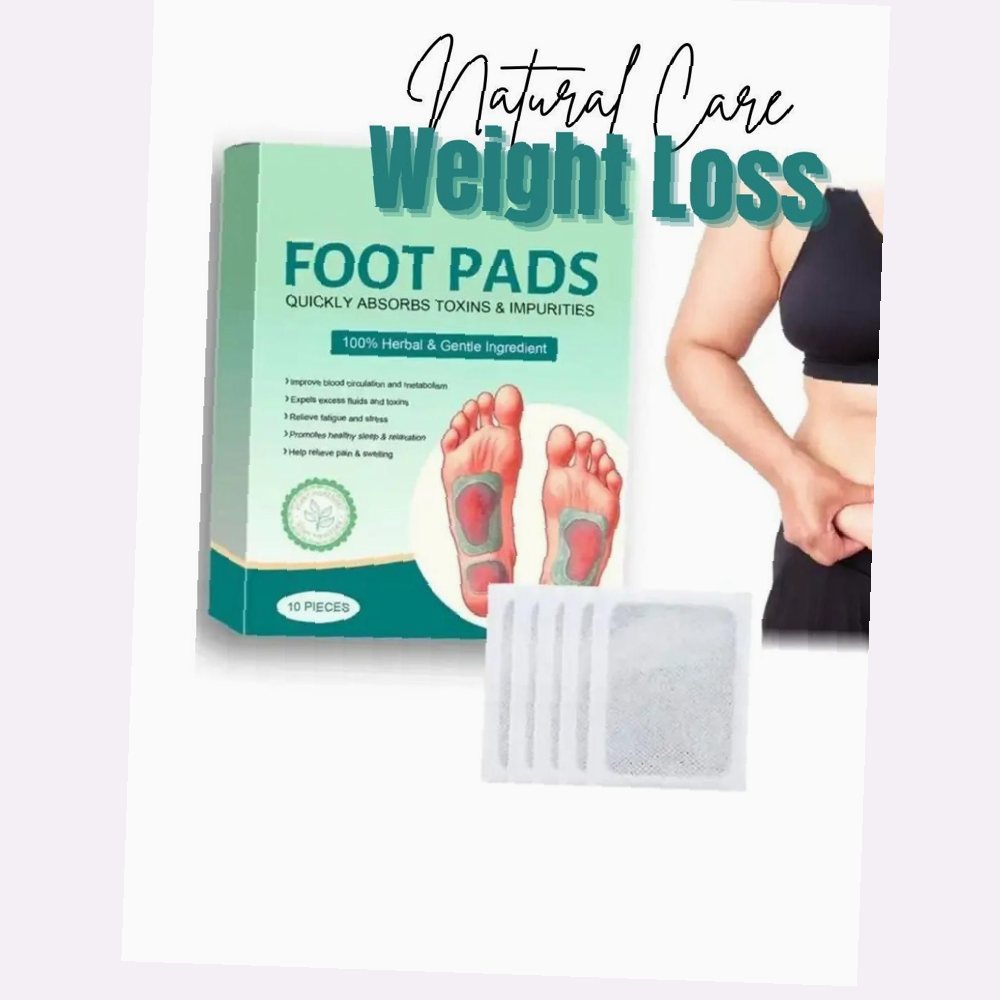 Natural Care
Weight Loss
FOOT PADS
QUICKLY ABSORBS TOXINS & IMPURITIES
100% Herbal & Gentle Ingredient
Improve blood circulation and metabolism
Expels excess fluids and toxins
Relieve fatigue and stress
Promotes healthy sleep & relaxation
Help relieve pain & swelling
10 PIECES